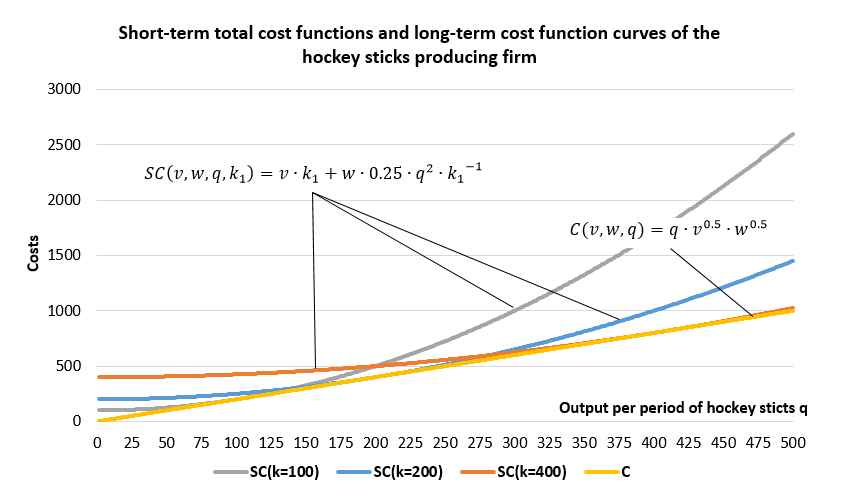 Short-term total cost functions and long-term cost function curves of the
hockey sticks producing firm
3000
2500
2000
1500
1000
500
0
Costs
SC(v, w, q, k₁) = v · k₁ + w · 0.25 · q² · k₁⁻¹
C(v, w, q) = q · v⁰·⁵ · w⁰·⁵
Output per period of hockey sticts q
0 25 50 75 100 125 150 175 200 225 250 275 300 325 350 375 400 425 450 475 500
SC(k=100) SC(k=200) SC(k=400) C